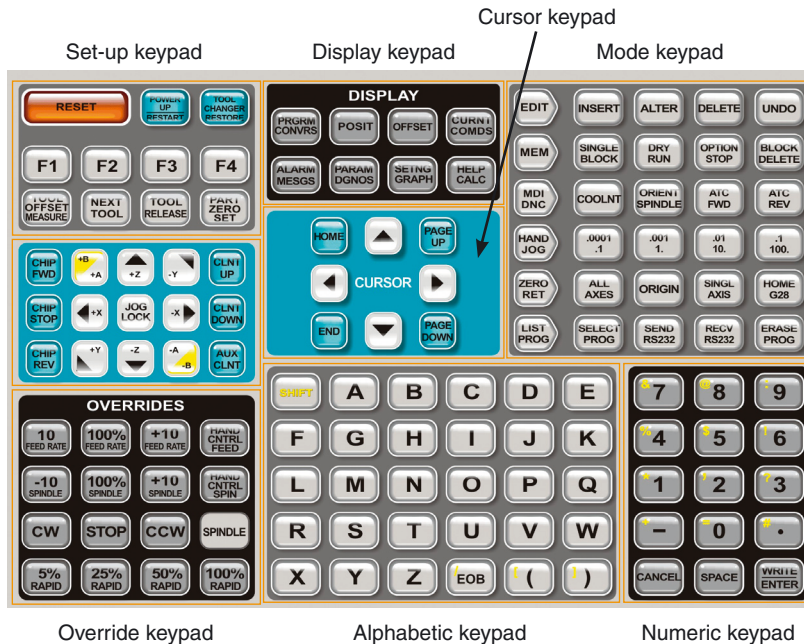 Cursor keypad
Set-up keypad
Display keypad
Mode keypad
RESET
POWER
UP
RESTART
TOOL
CHANGER
RESTORE
F1
F2
F3
F4
TOOL
OFFSET
MEASURE
NEXT
TOOL
TOOL
RELEASE
PART
ZERO
SET
DISPLAY
PRGRM
CONVRS
POSIT
OFFSET
CURNT
COMDS
ALARM
MESGS
PARAM
DGNOS
SETNG
GRAPH
HELP
CALC
EDIT
INSERT
ALTER
DELETE
UNDO
MEM
SINGLE
BLOCK
DRY
RUN
OPTION
STOP
BLOCK
DELETE
MDI
DNC
COOLNT
ORIENT
SPINDLE
ATC
FWD
ATC
REV
HAND
JOG
.0001
.1
.001
1.
.01
10.
.1
100.
ZERO
RET
ALL
AXES
ORIGIN
SINGL
AXIS
HOME
G28
LIST
PROG
SELECT
PROG
SEND
RS232
RECV
RS232
ERASE
PROG
CHIP
FWD
+B
+A
+Z
-Y
CLNT
UP
CHIP
STOP
+X
JOG
LOCK
-X
CLNT
DOWN
CHIP
REV
+Y
-Z
-A
-B
AUX
CLNT
HOME
PAGE
UP
CURSOR
END
PAGE
DOWN
OVERRIDES
10
FEED RATE
100%
FEED RATE
+10
FEED RATE
HAND
CNTRL
FEED
-10
SPINDLE
100%
SPINDLE
+10
SPINDLE
HAND
CNTRL
SPIN
CW
STOP
CCW
SPINDLE
5%
RAPID
25%
RAPID
50%
RAPID
100%
RAPID
SHIFT
A
B
C
D
E
F
G
H
I
J
K
L
M
N
O
P
Q
R
S
T
U
V
W
X
Y
Z
EOB
(
)
& 7
@ 8
: 9
% 4
$ 5
! 6
* 1
, 2
? 3
+ -
= 0
# .
CANCEL
SPACE
WRITE
ENTER
Override keypad
Alphabetic keypad
Numeric keypad